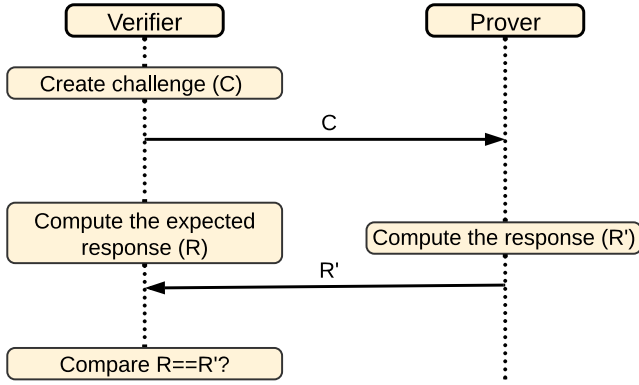 Verifier
Prover
Create challenge (C)
C
Compute the expected
response (R)
Compute the response (R')
R'
Compare R==R'?